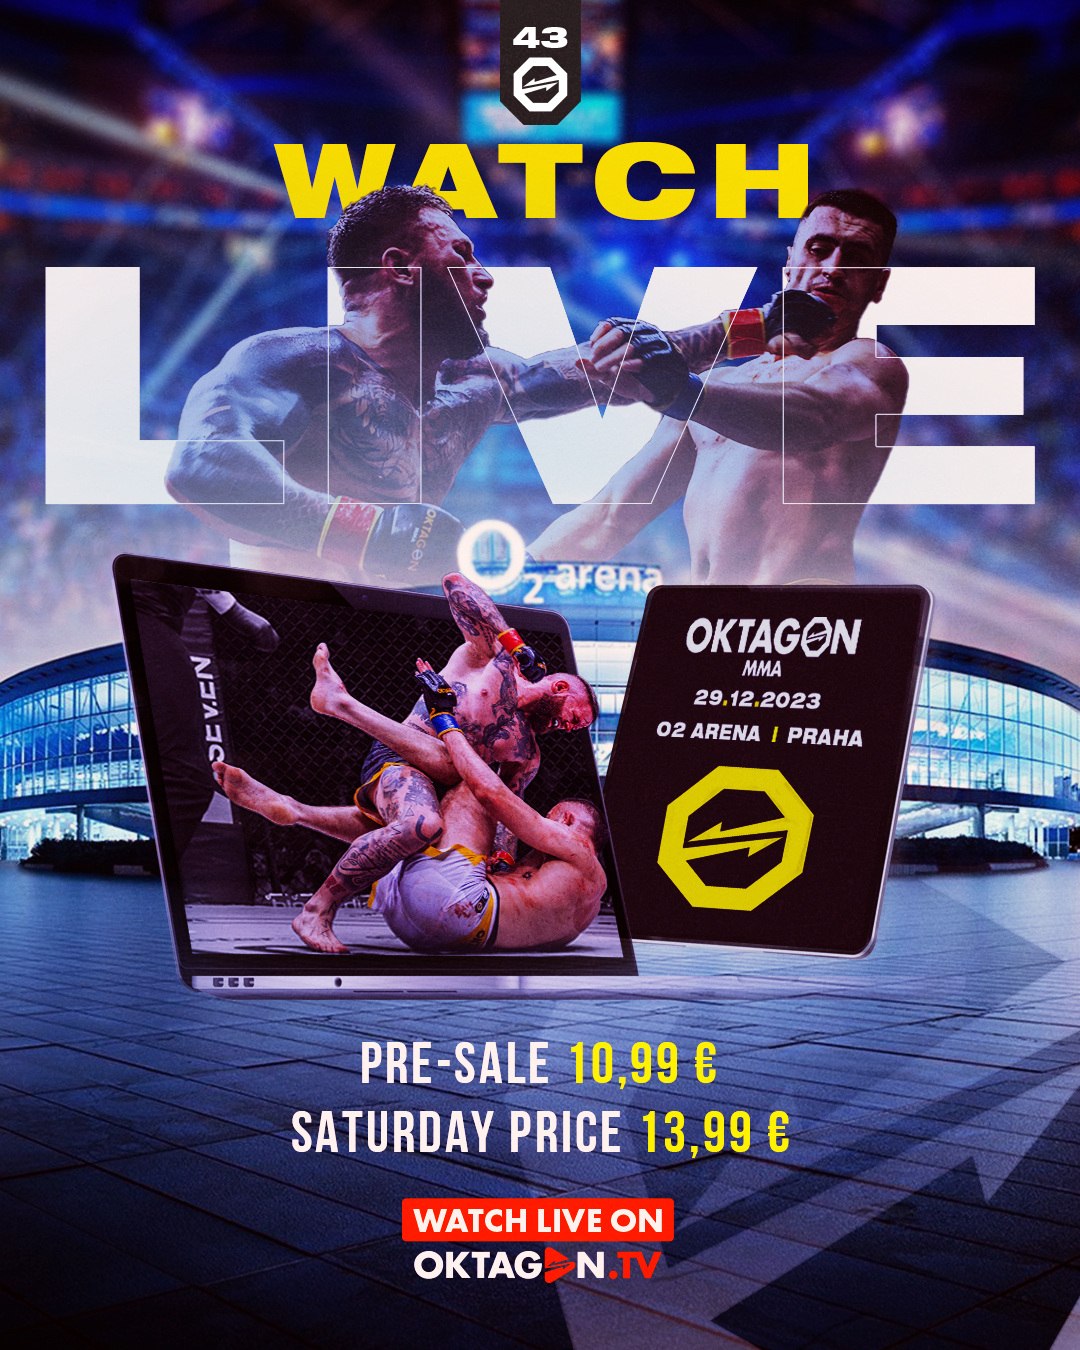 43
WATCH
LIVE
OKTAGON
O2 arena
SEVEN
OKTAGON
MMA
29.12.2023
O2 ARENA | PRAHA
PRE-SALE 10,99 €
SATURDAY PRICE 13,99 €
WATCH LIVE ON
OKTAGON.TV